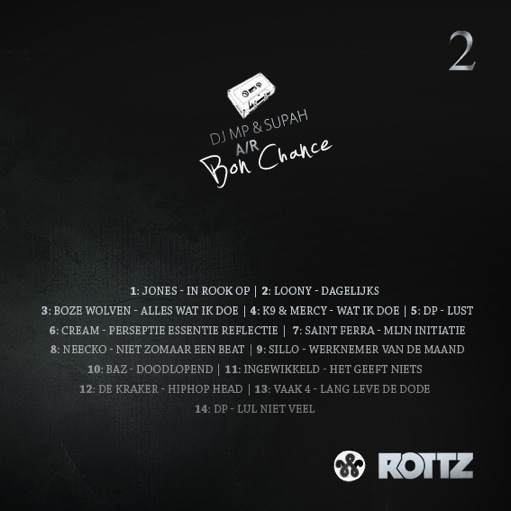 2
DJ MP & SUPAH
A/R
Bon Chance
1: JONES - IN ROOK OP | 2: LOONY - DAGELIJKS
3: BOZE WOLVEN - ALLES WAT IK DOE | 4: K9 & MERCY - WAT IK DOE | 5: DP - LUST
6: CREAM - PERSEPTIE ESSENTIE REFLECTIE | 7: SAINT FERRA - MIJN INITIATIE
8: NEECKO - NIET ZOMAAR EEN BEAT | 9: SILLO - WERKNEMER VAN DE MAAND
10: BAZ - DOODLOPEND | 11: INGEWIKKELD - HET GEEFT NIETS
12: DE KRAKER - HIPHOP HEAD | 13: VAAK 4 - LANG LEVE DE DODE
14: DP - LUL NIET VEEL
ROTTZ